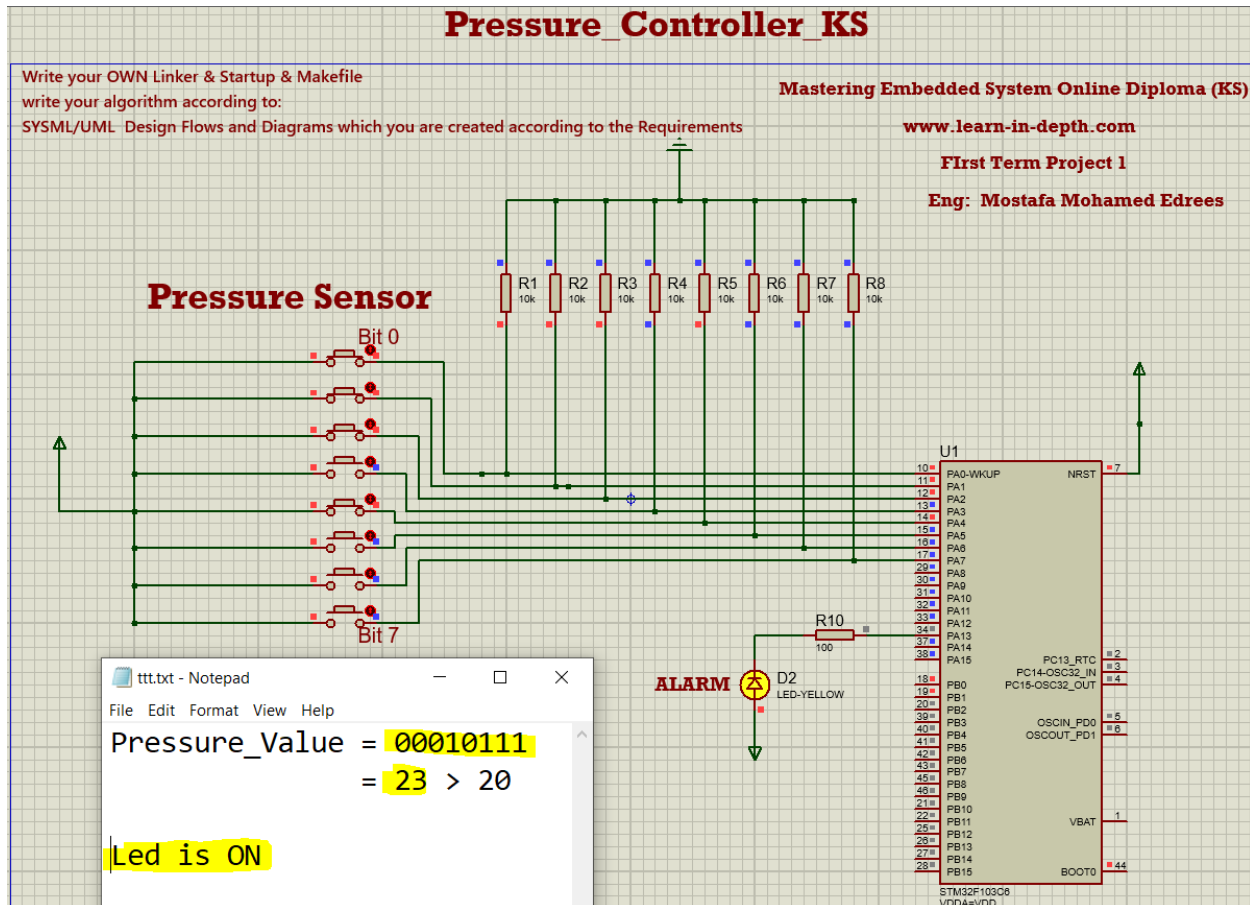 Pressure_Controller_KS
Write your OWN Linker & Startup & Makefile
write your algorithm according to:
SYSML/UML Design Flows and Diagrams which you are created according to the Requirements
Mastering Embedded System Online Diploma (KS)
www.learn-in-depth.com
FIrst Term Project 1
Eng: Mostafa Mohamed Edrees
Pressure Sensor
R1 R2 R3 R4 R5 R6 R7 R8
10k 10k 10k 10k 10k 10k 10k 10k
Bit 0
Bit 7
U1
10 PA0-WKUP NRST 7
11 PA1
12 PA2
13 PA3
14 PA4
15 PA5
16 PA6
17 PA7
29 PA8
30 PA9
31 PA10
32 PA11
33 PA12
34 PA13
37 PA14
38 PA15 PC13_RTC 2
PC14-OSC32_IN 3
18 PB0 PC15-OSC32_OUT 4
19 PB1
20 PB2
39 PB3 OSCIN_PD0 5
40 PB4 OSCOUT_PD1 6
41 PB5
42 PB6
43 PB7
45 PB8
46 PB9
21 PB10
22 PB11 VBAT 1
25 PB12
26 PB13
27 PB14
28 PB15 BOOT0 44
STM32F103C6
VDDA=VDD
R10
100
ALARM
D2
LED-YELLOW
ttt.txt - Notepad
File Edit Format View Help
Pressure_Value = 00010111
= 23 > 20
Led is ON